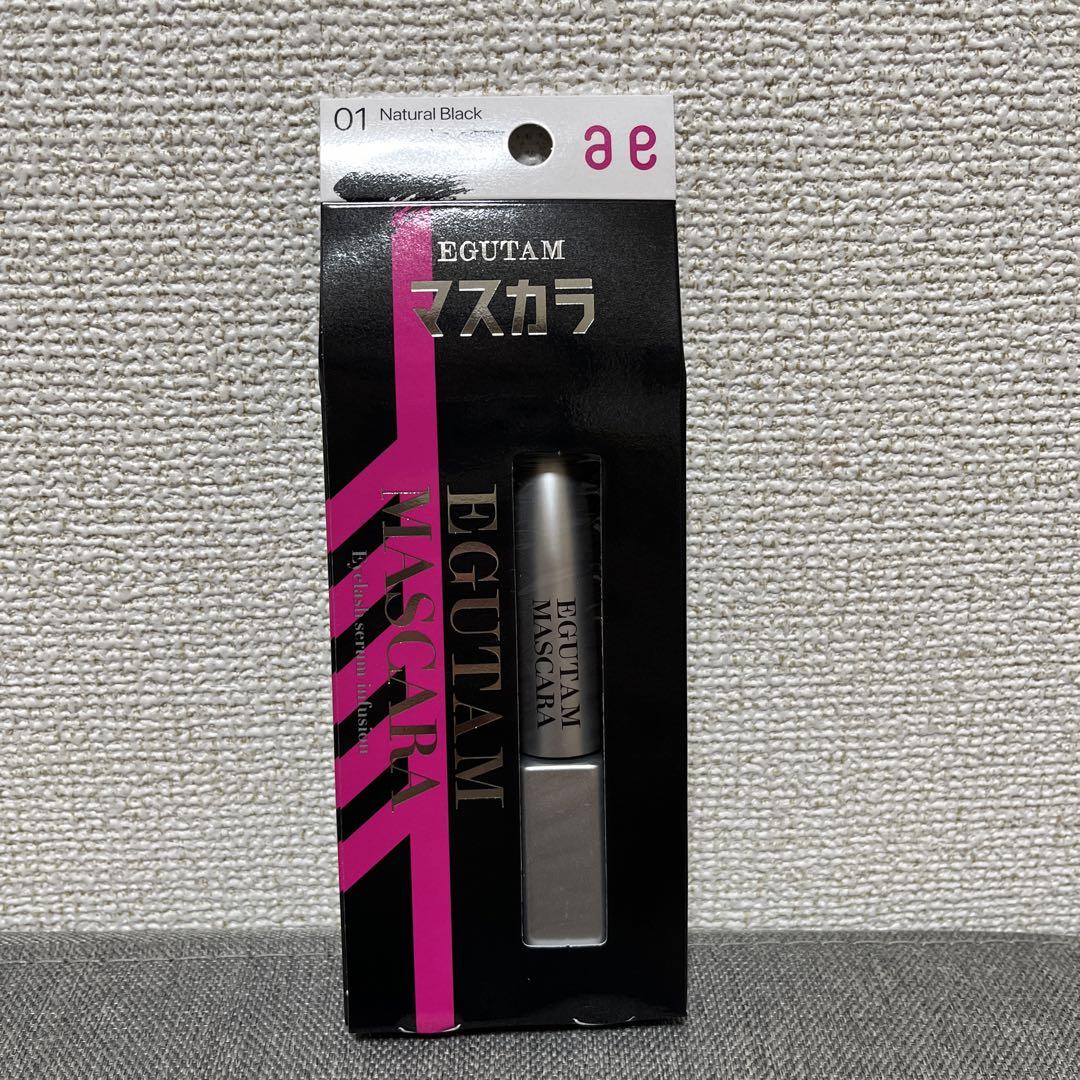 01 Natural Black
ae
EGUTAM
マスカラ
EGUTAM
MASCARA
Eyelash serum infusion
EGUTAM
MASCARA